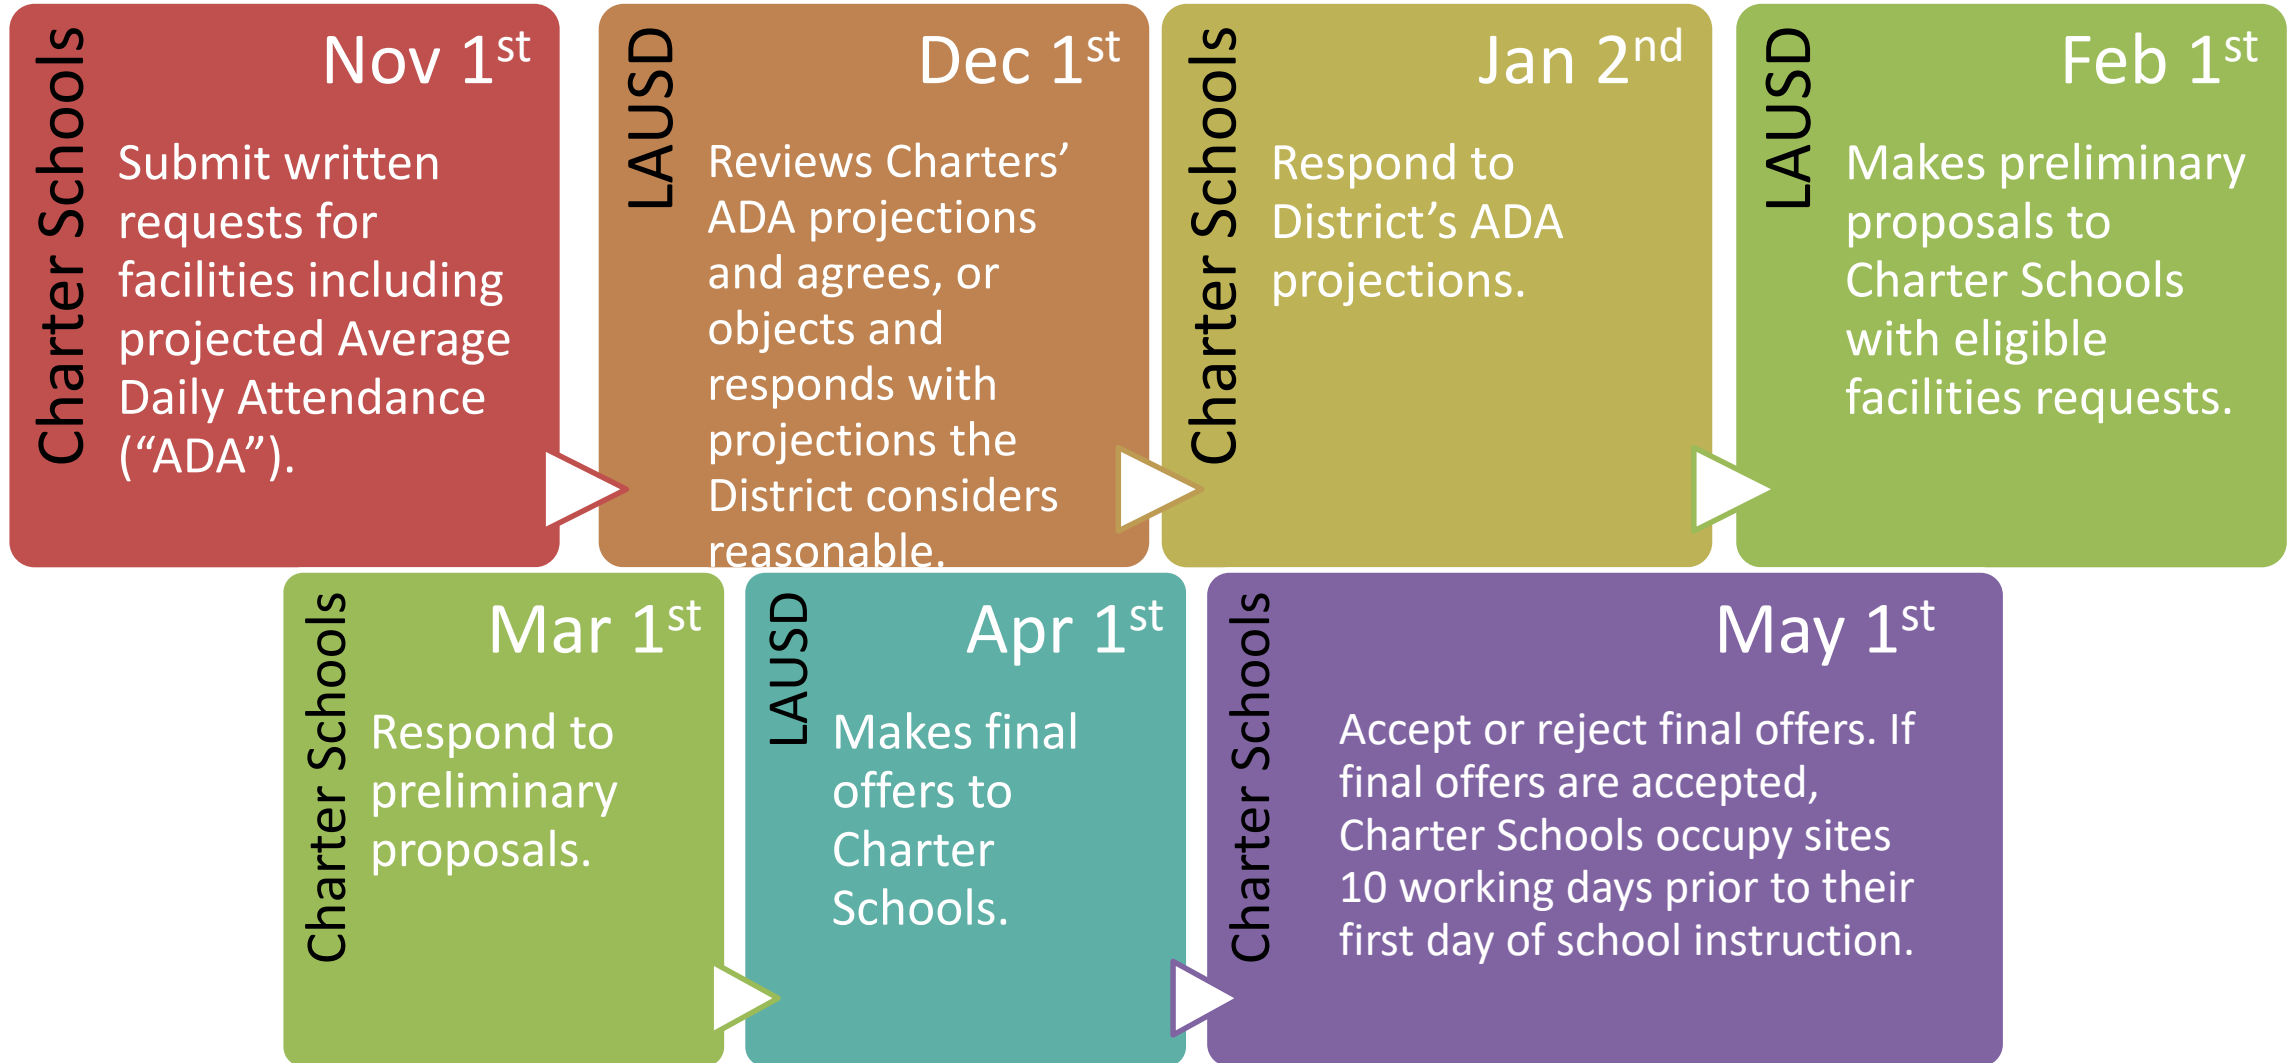 Charter Schools
Nov 1st
Submit written
requests for
facilities including
projected Average
Daily Attendance
(“ADA”).
LAUSD
Dec 1st
Reviews Charters’
ADA projections
and agrees, or
objects and
responds with
projections the
District considers
reasonable.
Charter Schools
Jan 2nd
Respond to
District’s ADA
projections.
LAUSD
Feb 1st
Makes preliminary
proposals to
Charter Schools
with eligible
facilities requests.
Charter Schools
Mar 1st
Respond to
preliminary
proposals.
LAUSD
Apr 1st
Makes final
offers to
Charter
Schools.
Charter Schools
May 1st
Accept or reject final offers. If
final offers are accepted,
Charter Schools occupy sites
10 working days prior to their
first day of school instruction.